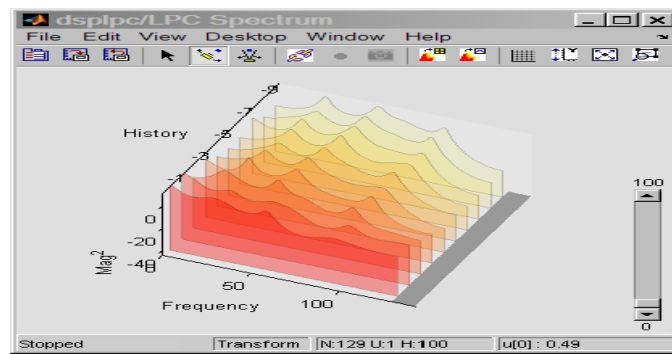 dsplpc/LPC Spectrum
File Edit View Desktop Window Help
-9
-7
History
-5
-3
-1
100
0
-20
Mag²
50
Frequency
100
0
Stopped
Transform
N:129 U:1 H:100
u[0] : 0.49